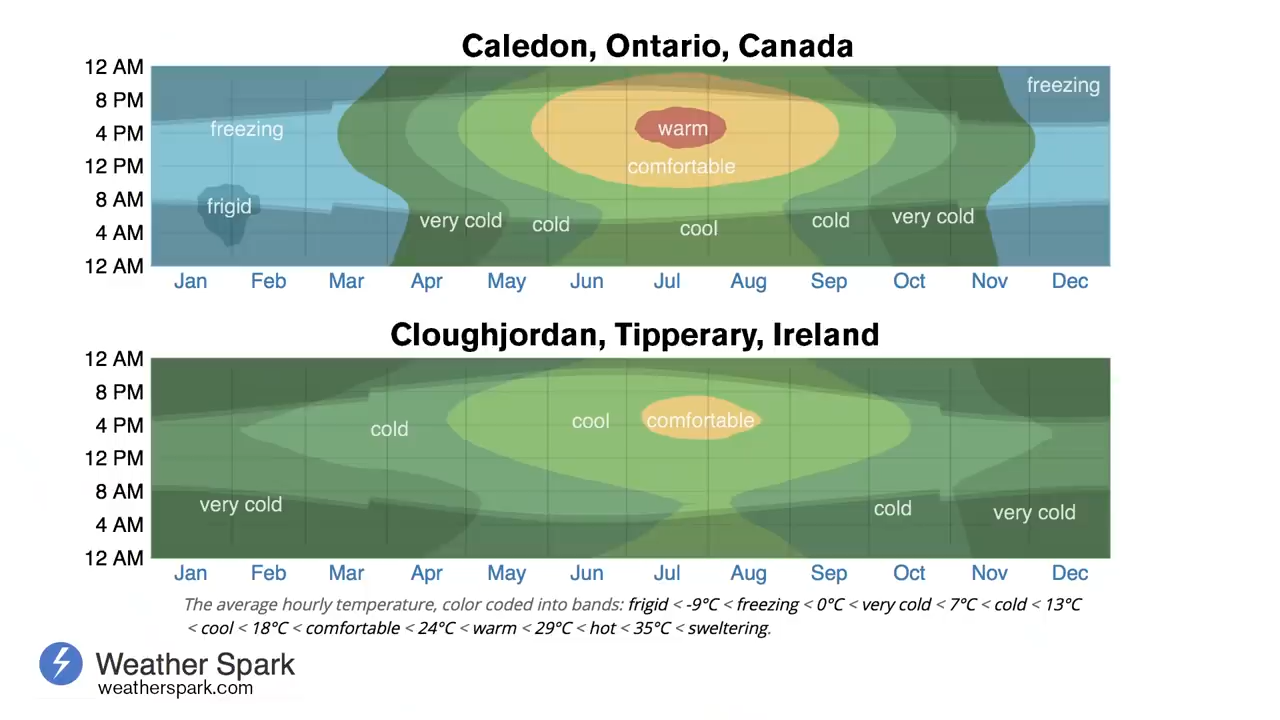 Caledon, Ontario, Canada
12 AM
8 PM
4 PM
12 PM
8 AM
4 AM
12 AM
freezing
freezing
warm
comfortable
frigid
very cold
cold
cool
cold
very cold
Jan Feb Mar Apr May Jun Jul Aug Sep Oct Nov Dec
Cloughjordan, Tipperary, Ireland
12 AM
8 PM
4 PM
12 PM
8 AM
4 AM
12 AM
cold
cool
comfortable
very cold
cold
very cold
Jan Feb Mar Apr May Jun Jul Aug Sep Oct Nov Dec
The average hourly temperature, color coded into bands: frigid < -9°C < freezing < 0°C < very cold < 7°C < cold < 13°C
< cool < 18°C < comfortable < 24°C < warm < 29°C < hot < 35°C < sweltering.
Weather Spark
weatherspark.com